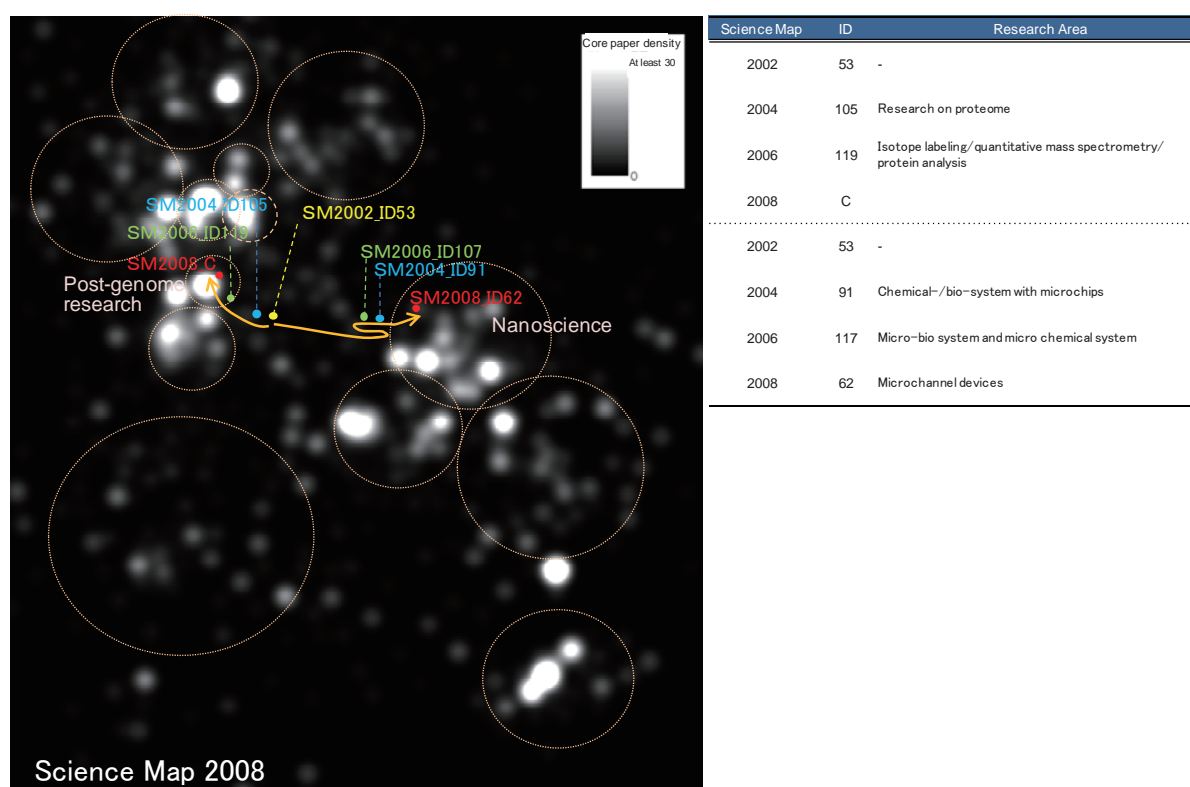 Core paper density
At least 30
0
SM2004_ID105
SM2002_ID53
SM2006_ID119
SM2006_ID107
SM2008_C
SM2004_ID91
Post-genome
research
SM2008_ID62
Nanoscience
Science Map 2008
Science Map ID Research Area
2002 53 -
2004 105 Research on proteome
2006 119 Isotope labeling/quantitative mass spectrometry/
protein analysis
2008 C
2002 53 -
2004 91 Chemical-/bio-system with microchips
2006 117 Micro-bio system and micro chemical system
2008 62 Microchannel devices